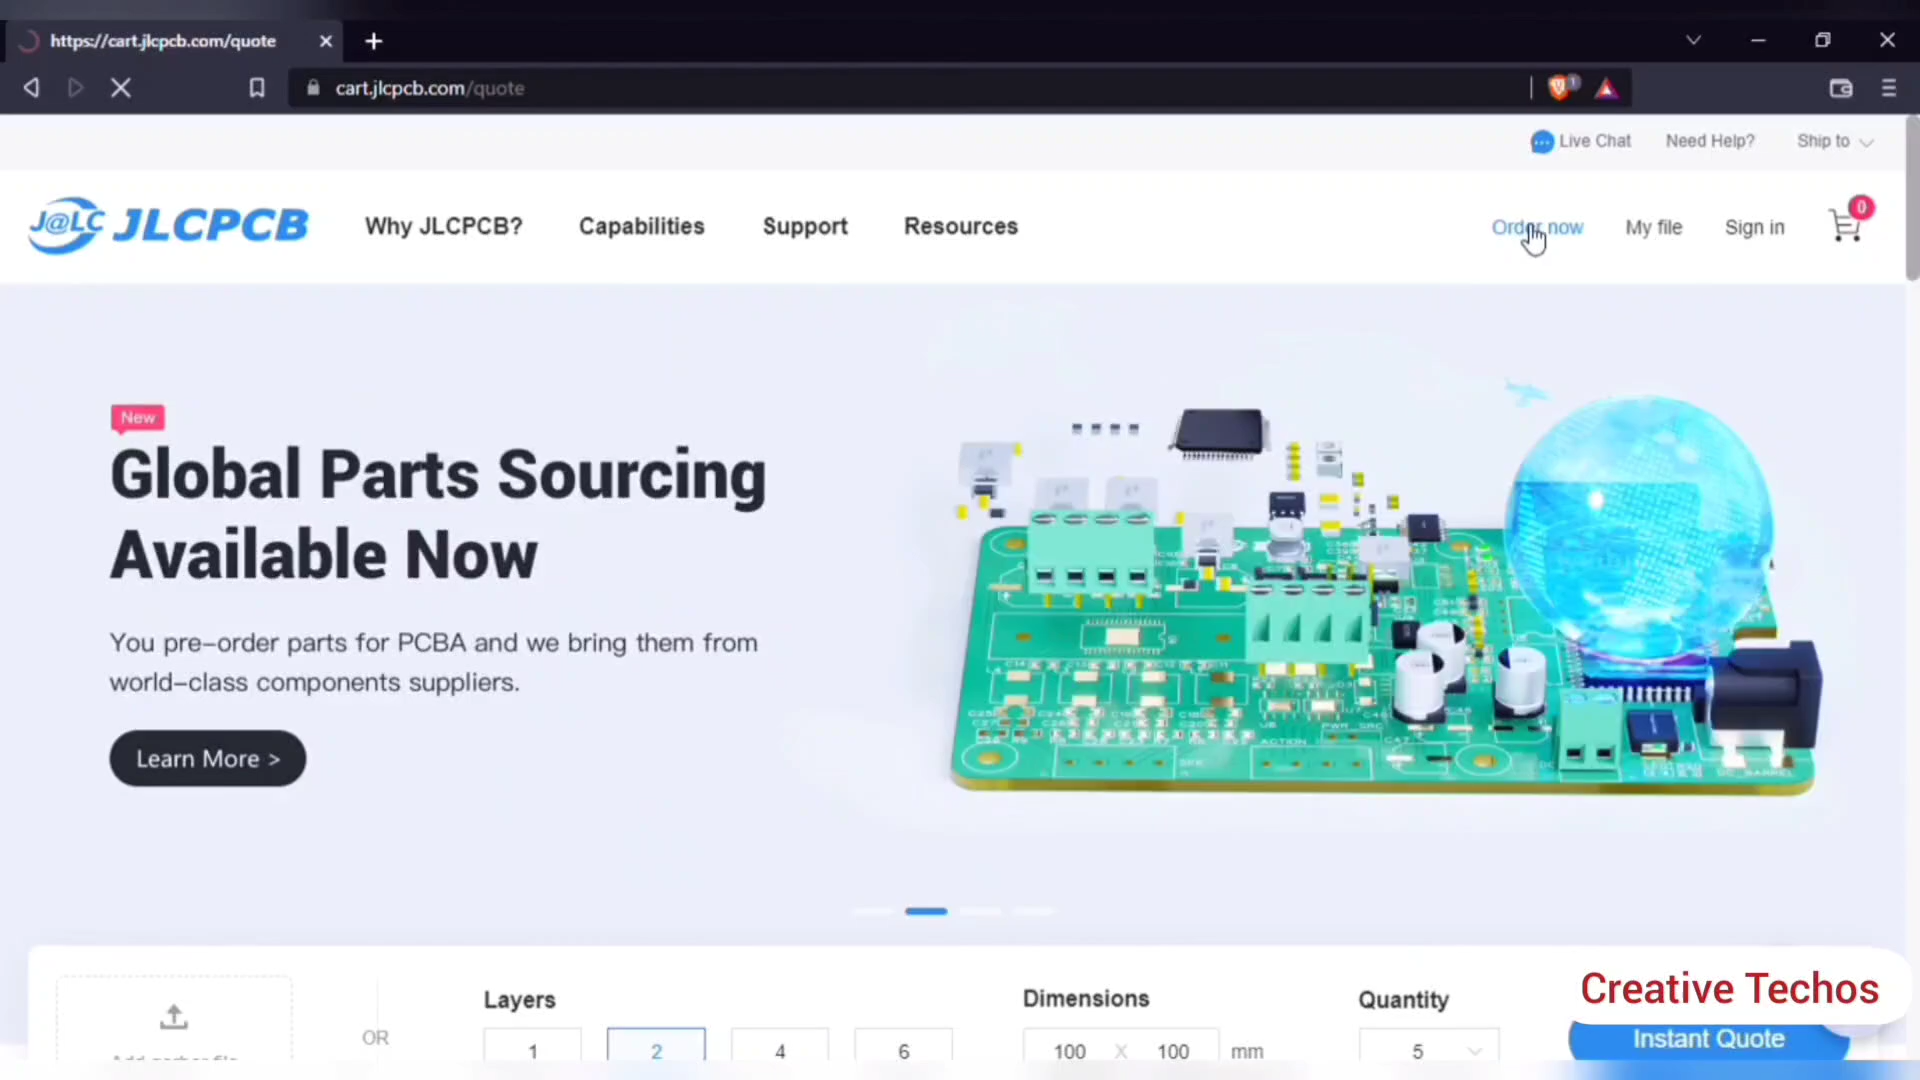 https://cart.jlcpcb.com/quote
cart.jlcpcb.com/quote
1
Live Chat
Need Help?
Ship to
J@LC JLCPCB
Why JLCPCB?
Capabilities
Support
Resources
Order now
My file
Sign in
0
New
Global Parts Sourcing
Available Now
You pre-order parts for PCBA and we bring them from
world-class components suppliers.
Learn More >
ACTION
OR
Layers
1
2
4
6
Dimensions
100 X 100 mm
Quantity
5
Creative Techos
Instant Quote